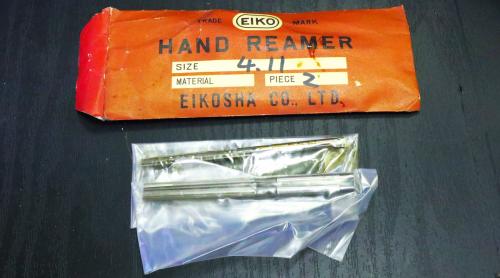 TRADE EIKO MARK
HAND REAMER
SIZE 4.11
MATERIAL PIECE 2
EIKOSHA CO., LTD.